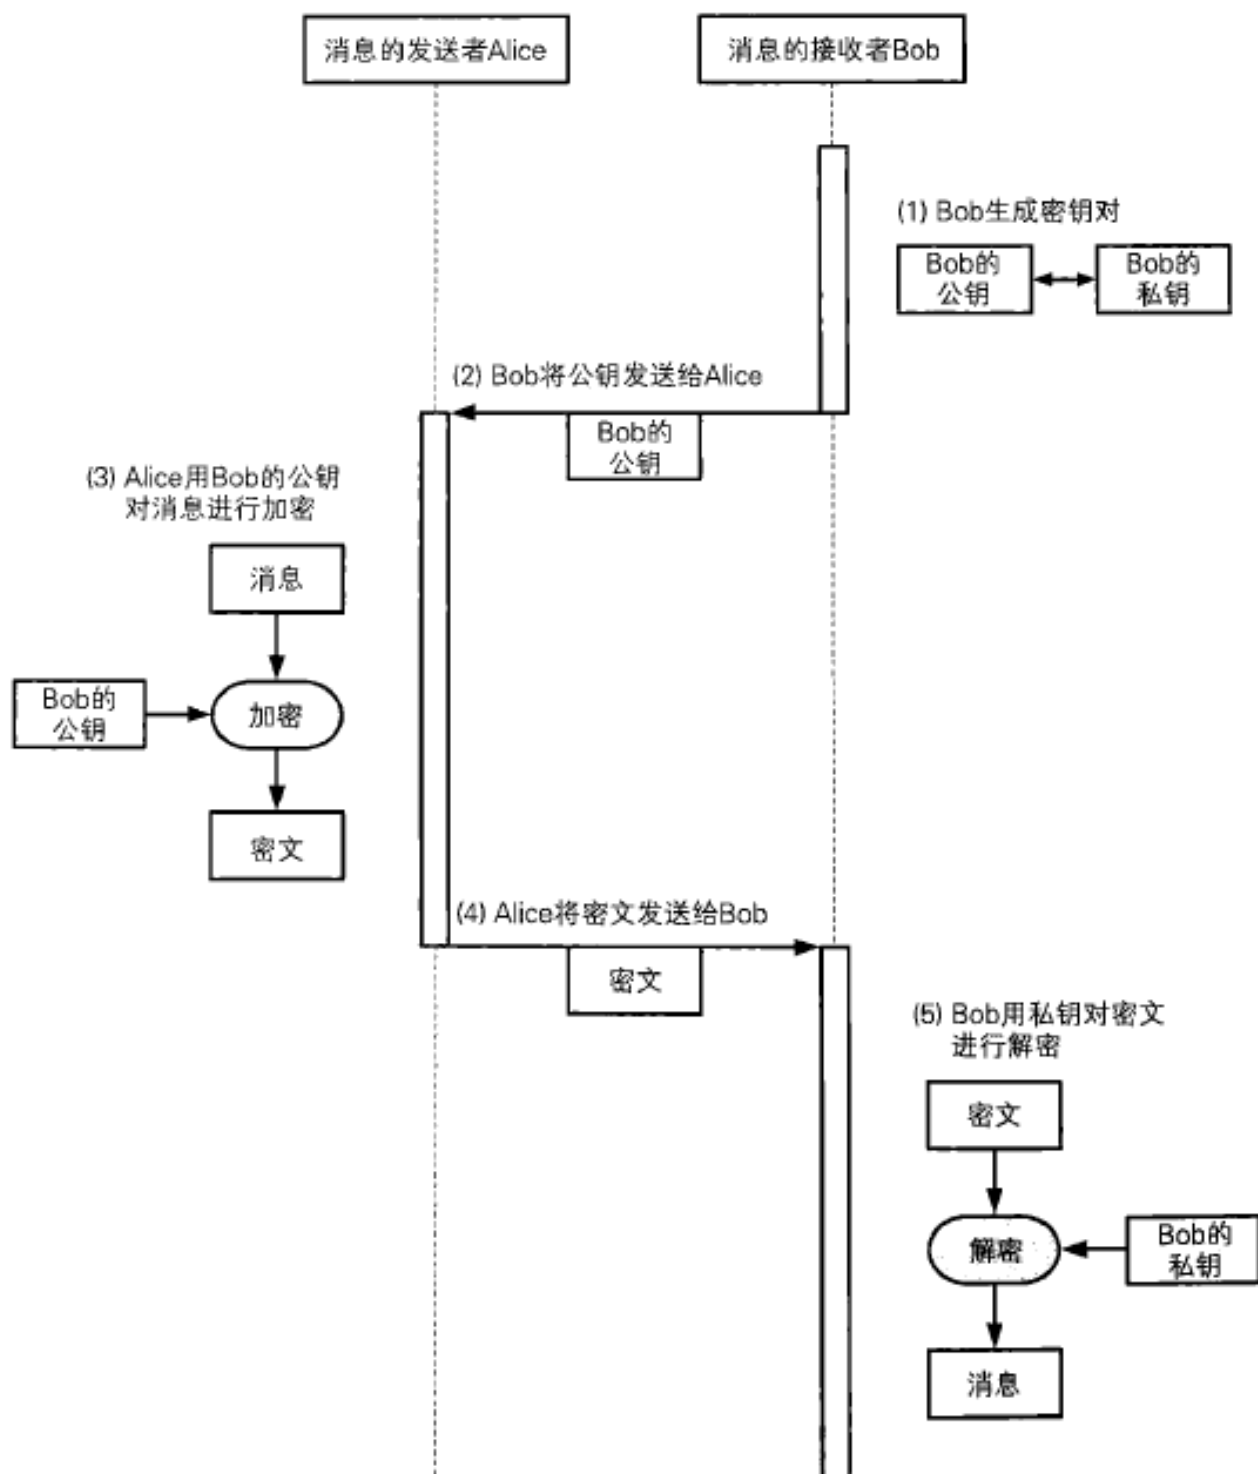 消息的发送者Alice
消息的接收者Bob
(1) Bob生成密钥对
Bob的
公钥
Bob的
私钥
(2) Bob将公钥发送给Alice
Bob的
公钥
(3) Alice用Bob的公钥
对消息进行加密
消息
Bob的
公钥
加密
密文
(4) Alice将密文发送给Bob
密文
(5) Bob用私钥对密文
进行解密
密文
解密
Bob的
私钥
消息